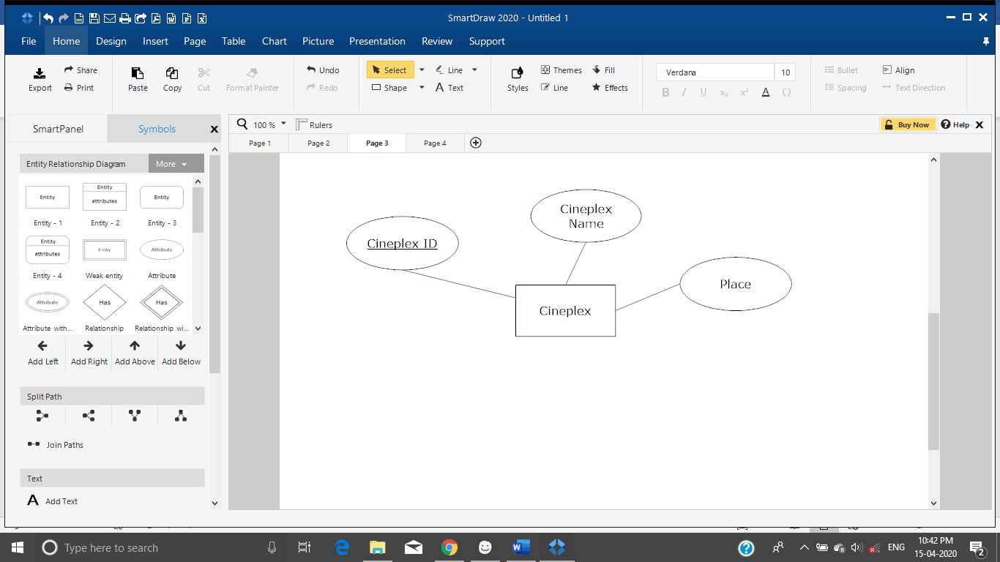 SmartDraw 2020 - Untitled 1
File Home Design Insert Page Table Chart Picture Presentation Review Support
Export
Share
Print
Paste
Copy
Cut
Format Painter
Undo
Redo
Select
Line
Shape
Text
Styles
Themes
Fill
Line
Effects
Verdana
10
B I U x₂ x² A Ω
Bullet
Align
Spacing
Text Direction
SmartPanel
Symbols
X
100 %
Rulers
Buy Now
Help
X
Page 1
Page 2
Page 3
Page 4
Entity Relationship Diagram
More
Entity
Entity
attributes
Entity
Entity - 1
Entity - 2
Entity - 3
Entity
attributes
Entity
Attribute
Entity - 4
Weak entity
Attribute
Attribute
Has
Has
Attribute with...
Relationship
Relationship wi...
Add Left
Add Right
Add Above
Add Below
Split Path
Join Paths
Text
A Add Text
Cineplex
Name
Cineplex ID
Place
Cineplex
Type here to search
ENG
10:42 PM
15-04-2020
2